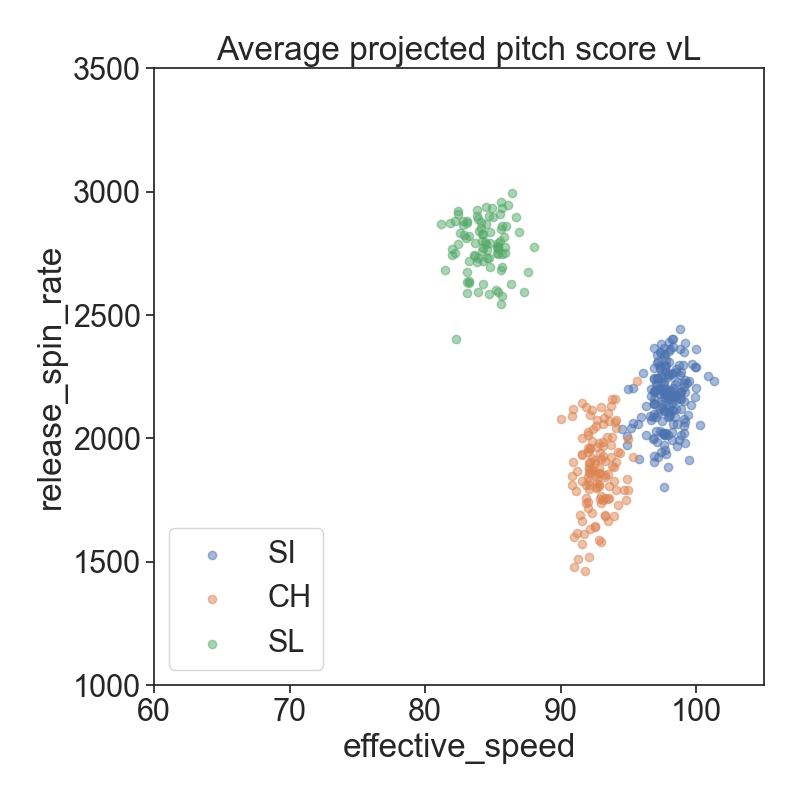 Average projected pitch score vL
3500
3000
2500
2000
1500
1000
release_spin_rate
SI
CH
SL
60
70
80
90
100
effective_speed